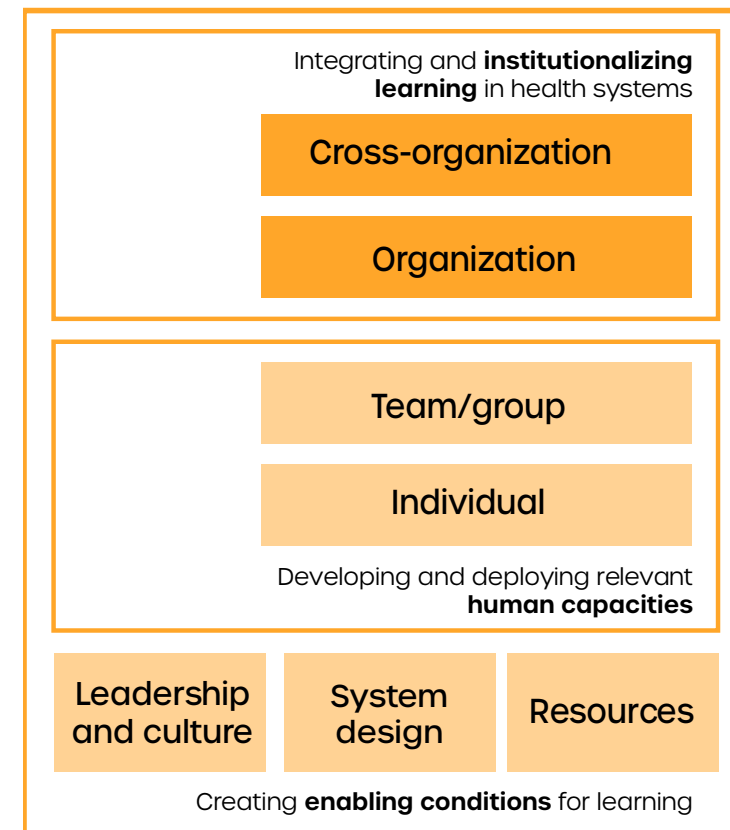 Integrating and institutionalizing
learning in health systems
Cross-organization
Organization
Team/group
Individual
Developing and deploying relevant
human capacities
Leadership
and culture
System
design
Resources
Creating enabling conditions for learning